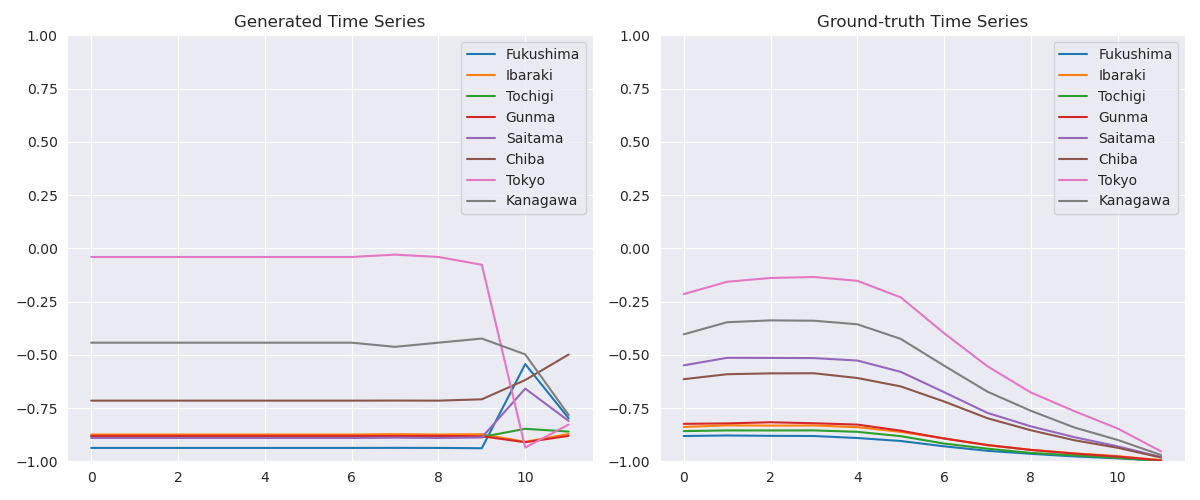 Generated Time Series
1.00
0.75
0.50
0.25
0.00
−0.25
−0.50
−0.75
−1.00
0 2 4 6 8 10
Fukushima
Ibaraki
Tochigi
Gunma
Saitama
Chiba
Tokyo
Kanagawa
Ground-truth Time Series
1.00
0.75
0.50
0.25
0.00
−0.25
−0.50
−0.75
−1.00
0 2 4 6 8 10
Fukushima
Ibaraki
Tochigi
Gunma
Saitama
Chiba
Tokyo
Kanagawa